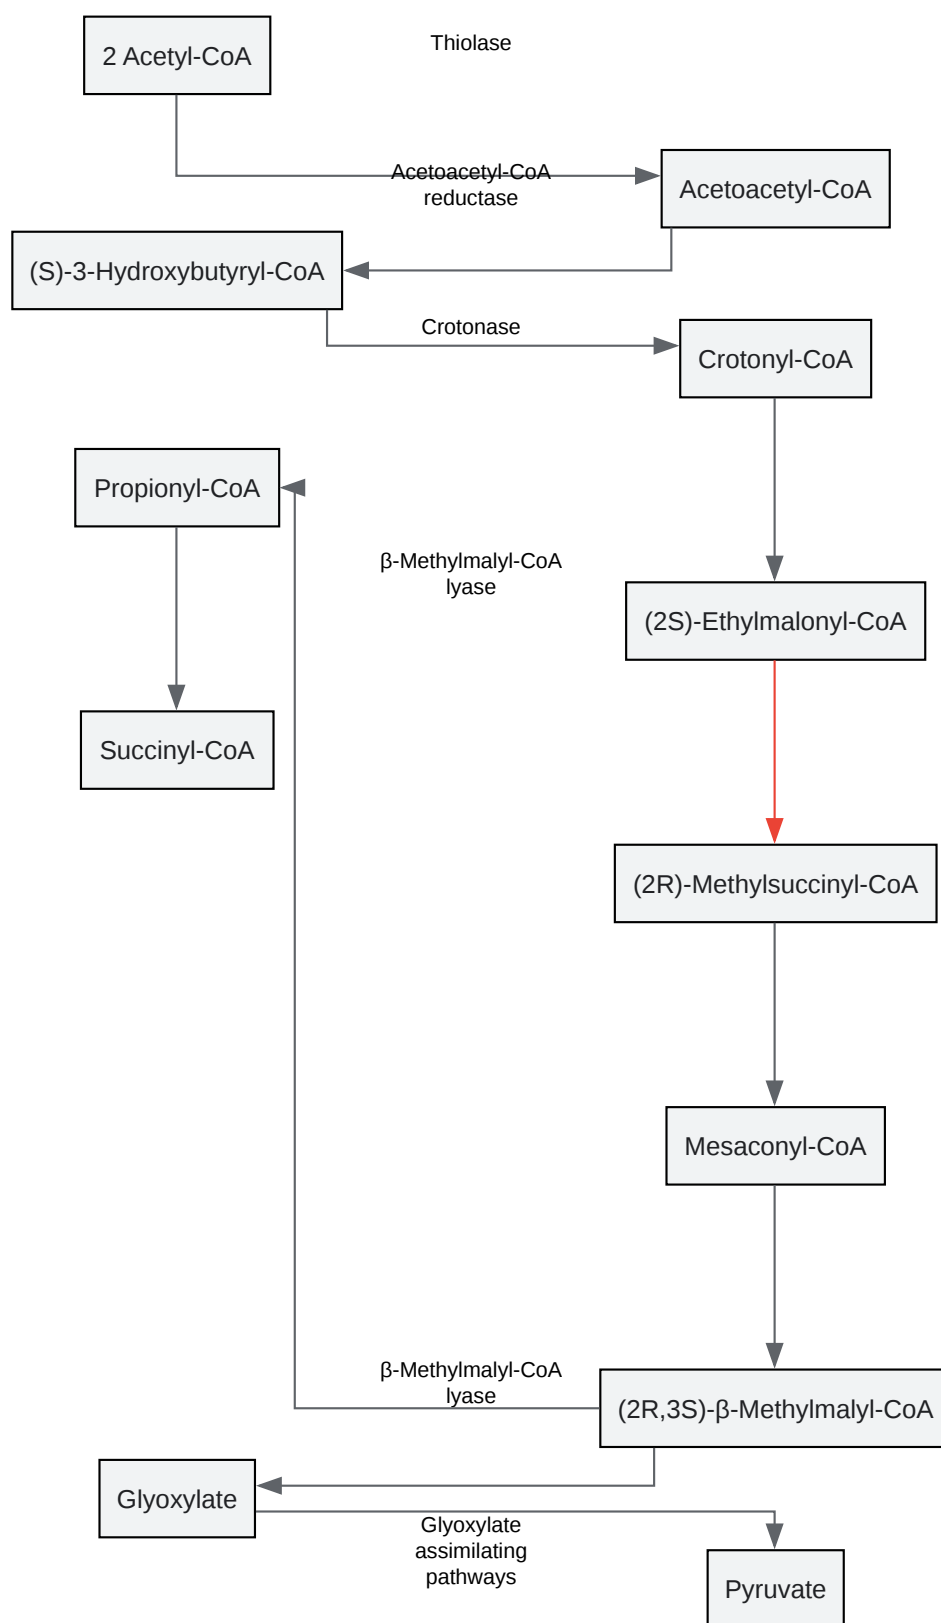 2 Acetyl-CoA
Thiolase
Acetoacetyl-CoA
reductase
Acetoacetyl-CoA
(S)-3-Hydroxybutyryl-CoA
Crotonase
Crotonyl-CoA
Propionyl-CoA
β-Methylmalyl-CoA
lyase
(2S)-Ethylmalonyl-CoA
Succinyl-CoA
(2R)-Methylsuccinyl-CoA
Mesaconyl-CoA
β-Methylmalyl-CoA
lyase
(2R,3S)-β-Methylmalyl-CoA
Glyoxylate
Glyoxylate
assimilating
pathways
Pyruvate